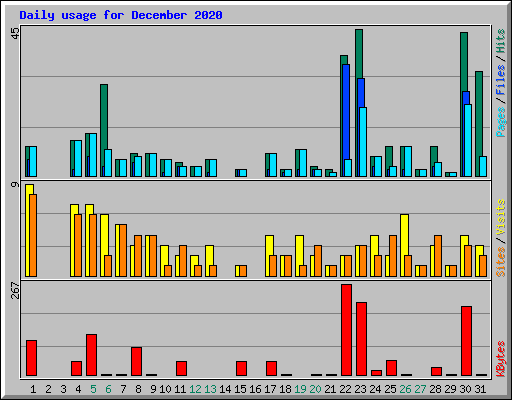 Daily usage for December 2020
45
Pages / Files / Hits
9
Sites / Visits
267
KBytes
1 2 3 4 5 6 7 8 9 10 11 12 13 14 15 16 17 18 19 20 21 22 23 24 25 26 27 28 29 30 31